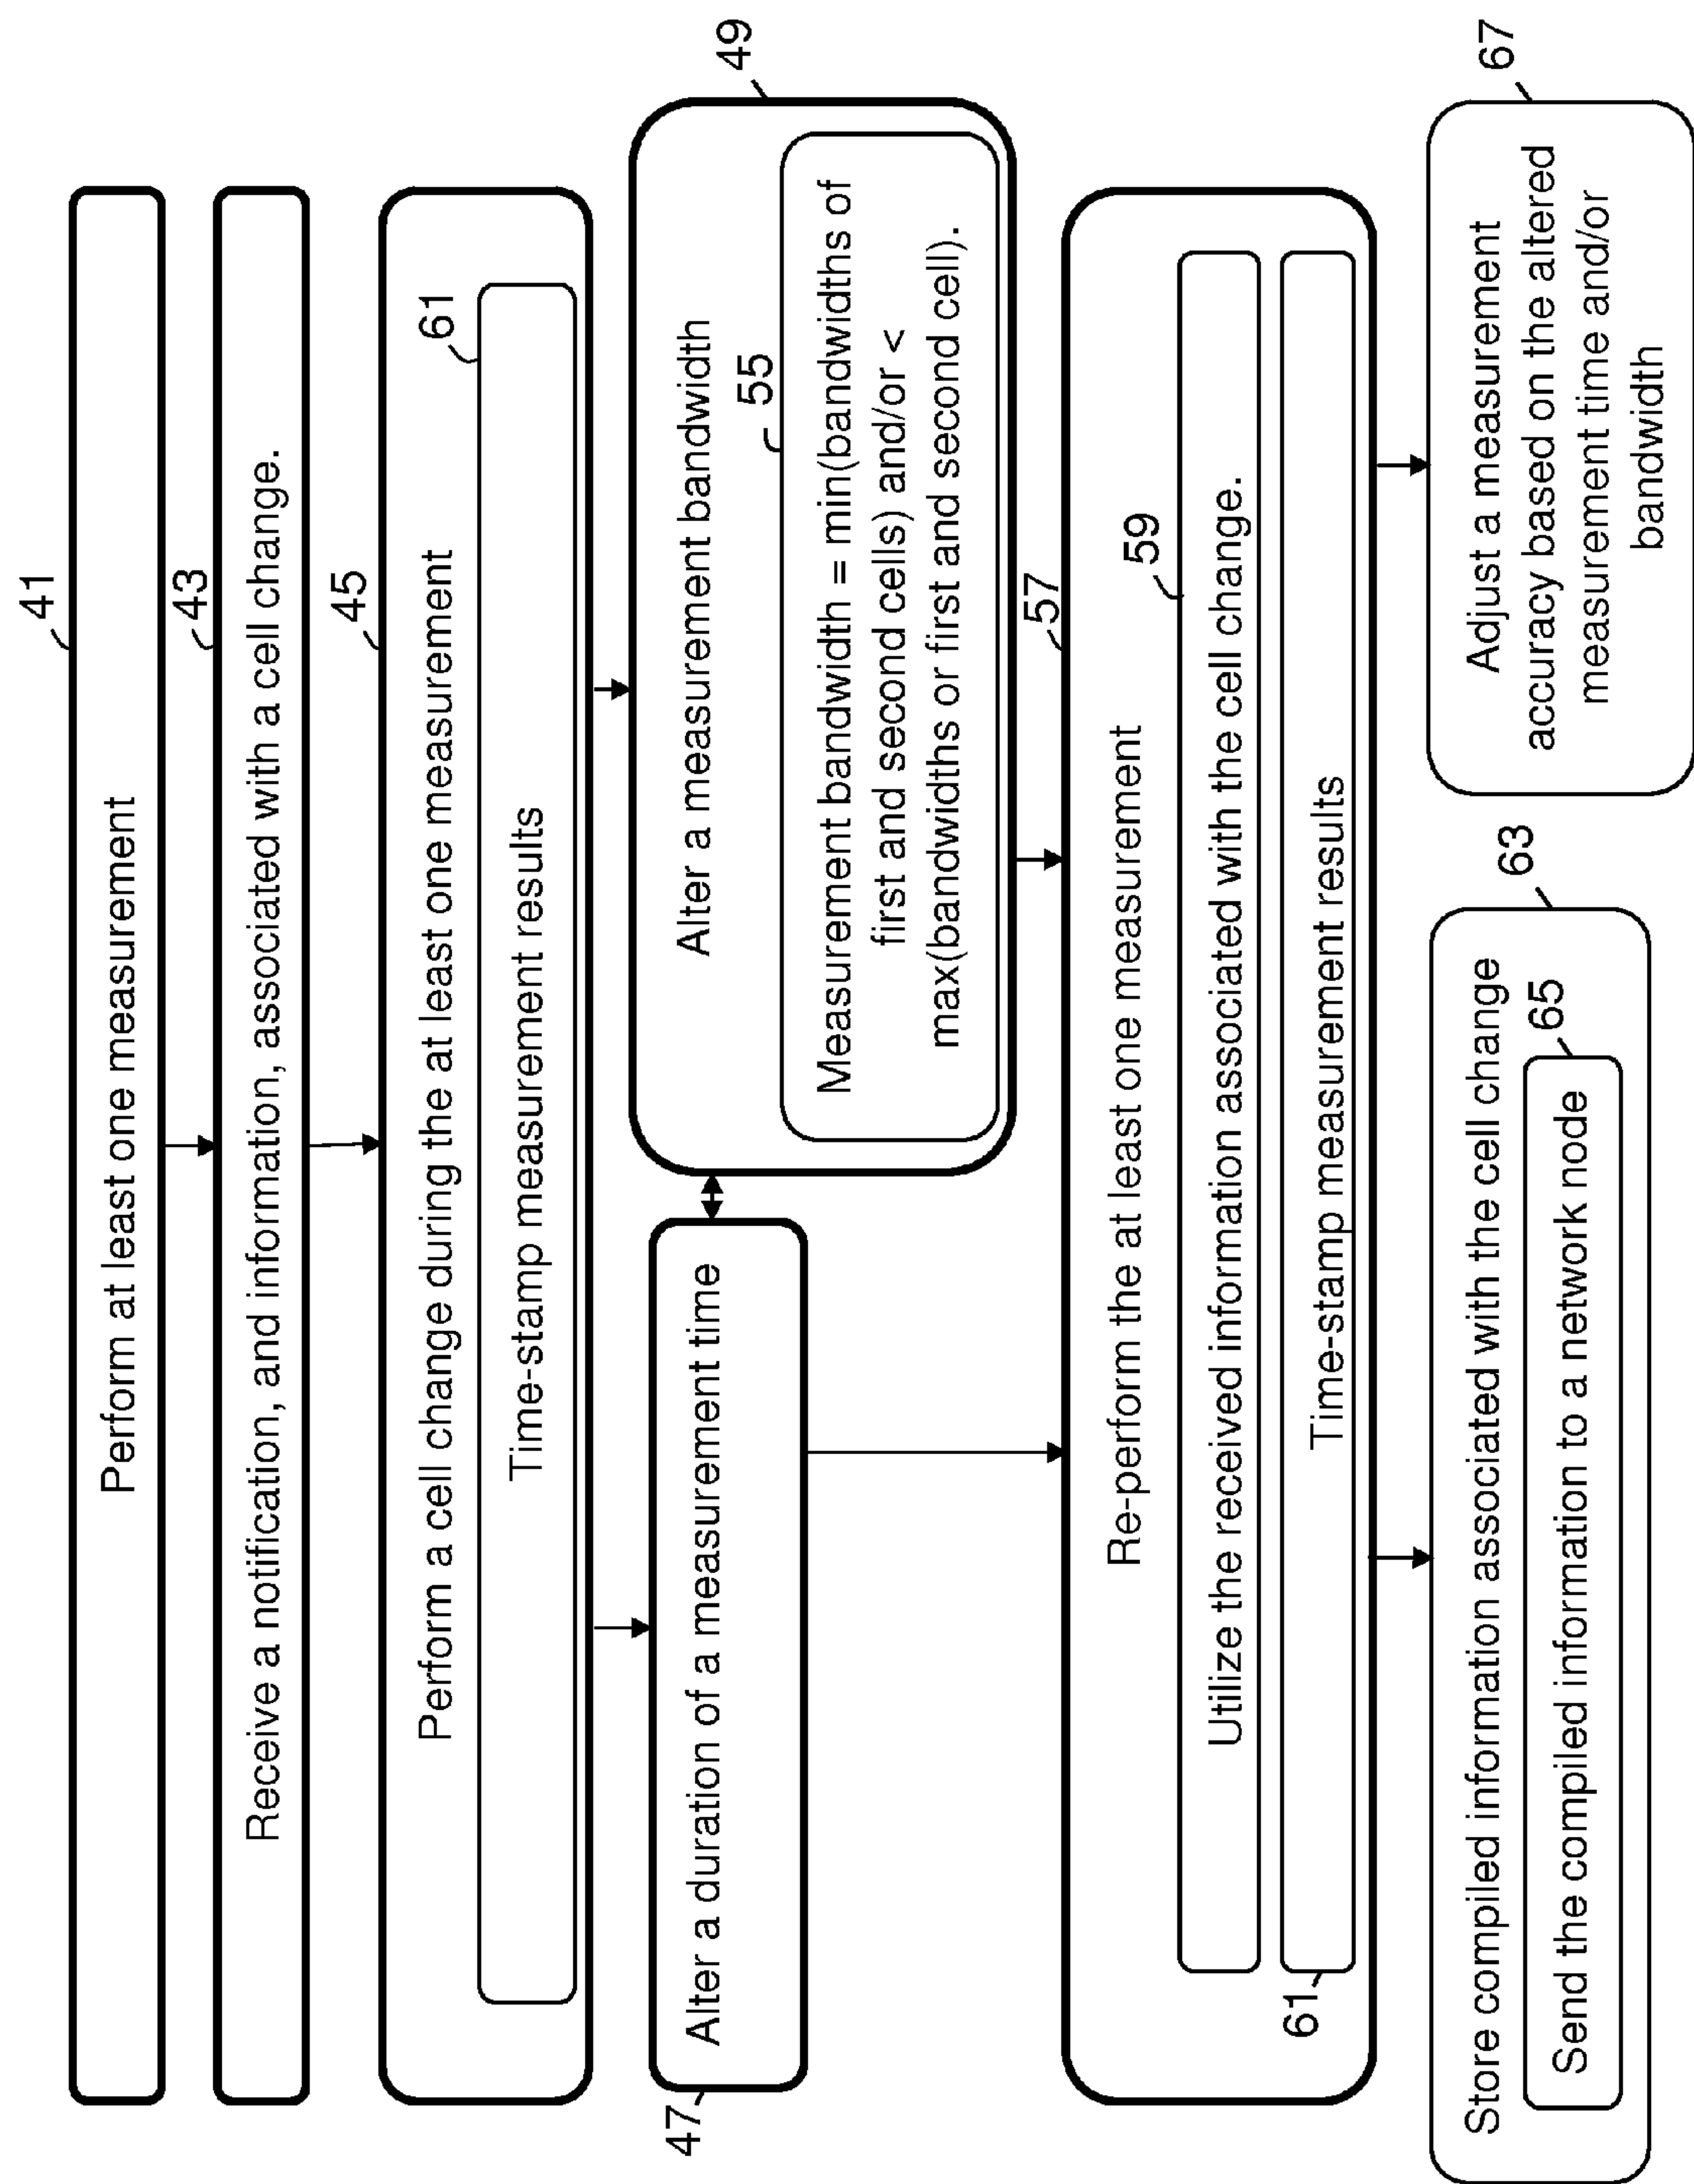 41
Perform at least one measurement
43
Receive a notification, and information, associated with a cell change.
45
Perform a cell change during the at least one measurement
61
Time-stamp measurement results
47
Alter a duration of a measurement time
49
Alter a measurement bandwidth
55
Measurement bandwidth = min(bandwidths of
first and second cells) and/or <
max(bandwidths or first and second cell).
57
Re-perform the at least one measurement
59
Utilize the received information associated with the cell change.
61
Time-stamp measurement results
63
Store compiled information associated with the cell change
65
Send the compiled information to a network node
67
Adjust a measurement
accuracy based on the altered
measurement time and/or
bandwidth